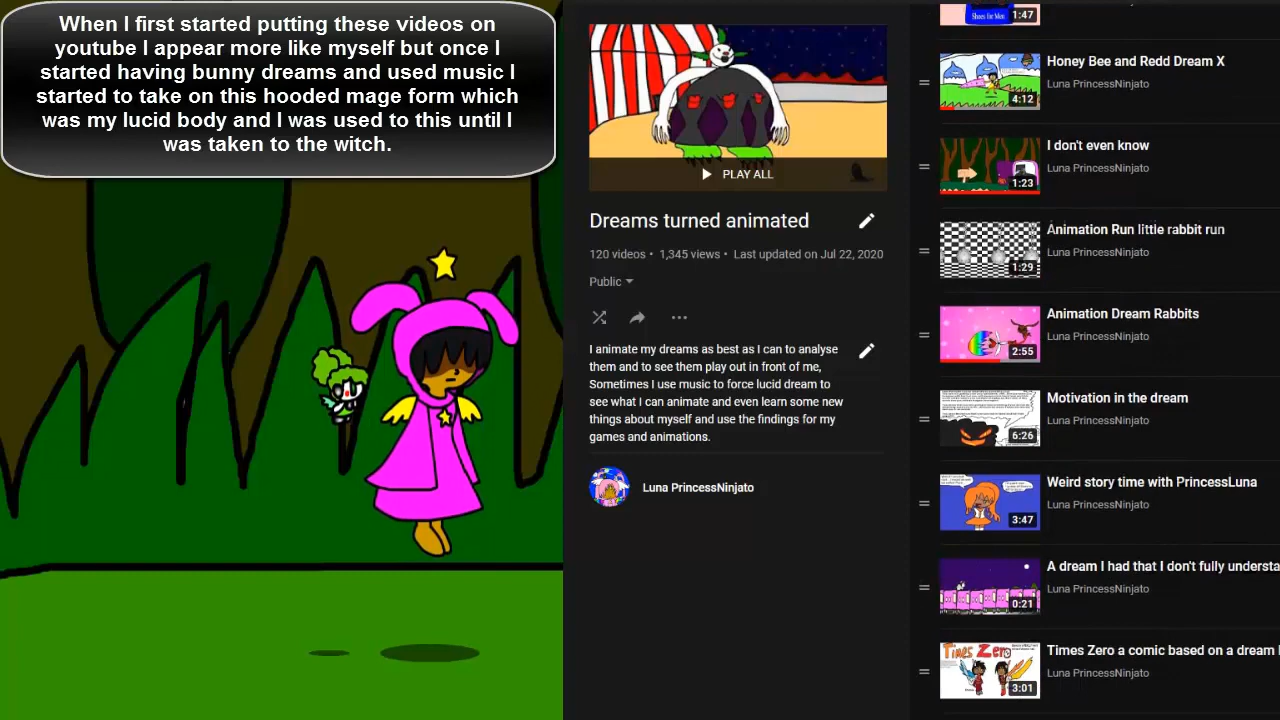 When I first started putting these videos on
youtube I appear more like myself but once I
started having bunny dreams and used music I
started to take on this hooded mage form which
was my lucid body and I was used to this until I
was taken to the witch.
PLAY ALL
Dreams turned animated
120 videos • 1,345 views • Last updated on Jul 22, 2020
Public
I animate my dreams as best as I can to analyse
them and to see them play out in front of me,
Sometimes I use music to force lucid dream to
see what I can animate and even learn some new
things about myself and use the findings for my
games and animations.
Luna PrincessNinjato
Shoes for Men
1:47
Honey Bee and Redd Dream X
Luna PrincessNinjato
4:12
I don't even know
Luna PrincessNinjato
1:23
Animation Run little rabbit run
Luna PrincessNinjato
1:29
Animation Dream Rabbits
Luna PrincessNinjato
2:55
Motivation in the dream
Luna PrincessNinjato
6:26
Weird story time with PrincessLuna
Luna PrincessNinjato
3:47
A dream I had that I don't fully understa
Luna PrincessNinjato
0:21
Times Zero a comic based on a dream
Luna PrincessNinjato
Times Zero
3:01